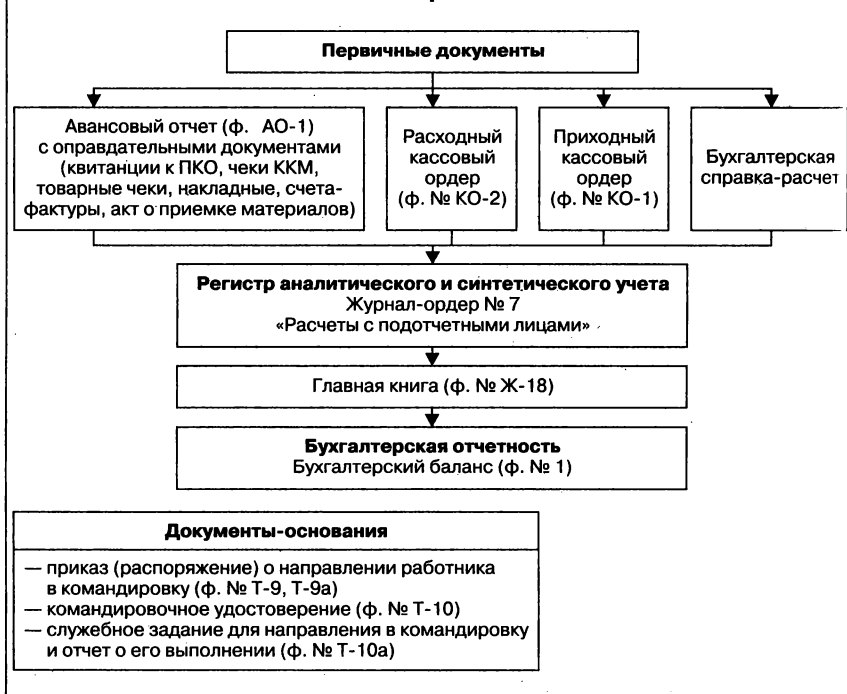 Первичные документы
Авансовый отчет (ф. АО-1)
с оправдательными документами
(квитанции к ПКО, чеки ККМ,
товарные чеки, накладные, счета-
фактуры, акт о приемке материалов)
Расходный
кассовый
ордер
(ф. № КО-2)
Приходный
кассовый
ордер
(ф. № КО-1)
Бухгалтерская
справка-расчет
Регистр аналитического и синтетического учета
Журнал-ордер № 7
«Расчеты с подотчетными лицами»
Главная книга (ф. № Ж-18)
Бухгалтерская отчетность
Бухгалтерский баланс (ф. № 1)
Документы-основания
— приказ (распоряжение) о направлении работника
в командировку (ф. № Т-9, Т-9а)
— командировочное удостоверение (ф. № Т-10)
— служебное задание для направления в командировку
и отчет о его выполнении (ф. № Т-10а)